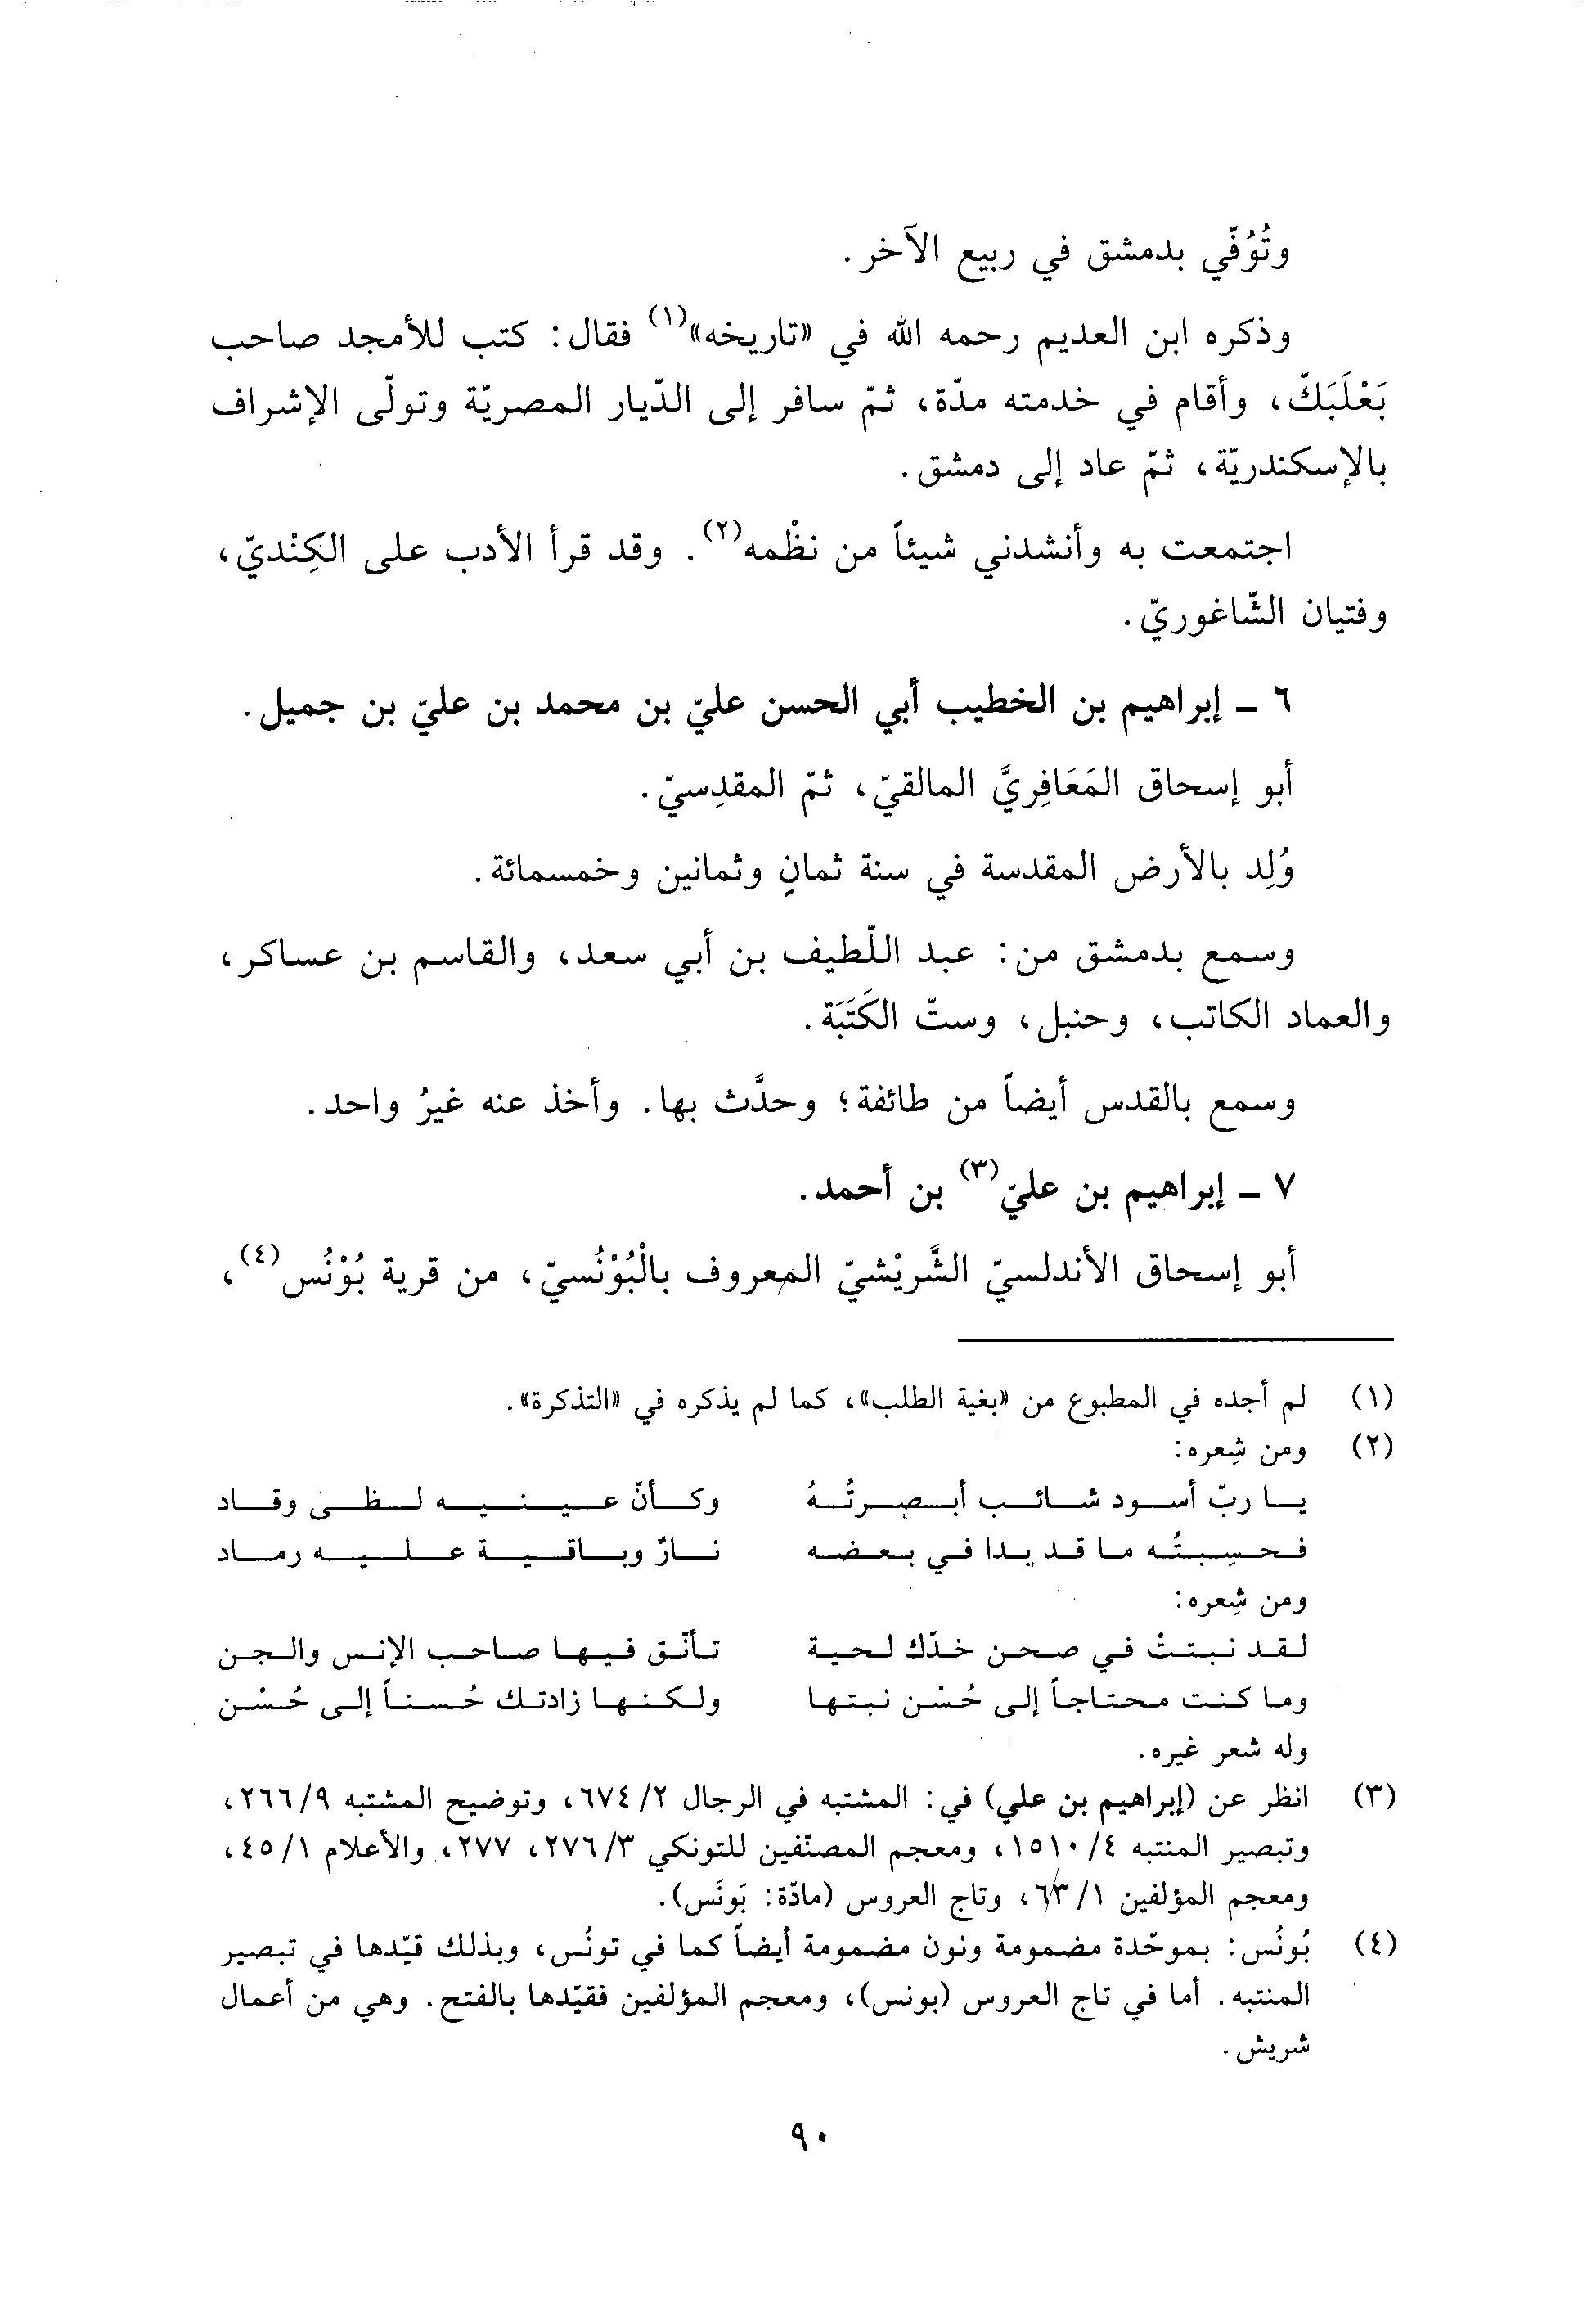 وتُوُفّي بدمشق في ربيع الآخر.
وذكره ابن العديم رحمه الله في «تاريخه»(١) فقال: كتب للأمجد صاحب
بَعْلَبَكّ، وأقام في خدمته مدّة، ثمّ سافر إلى الدّيار المصريّة وتولّى الإشراف
بالإسكندريّة، ثمّ عاد إلى دمشق.
اجتمعت به وأنشدني شيئاً من نظْمه(٢). وقد قرأ الأدب على الكِنْديّ،
وفتيان الشّاغوريّ.
٦ ـ إبراهيم بن الخطيب أبي الحسن عليّ بن محمد بن عليّ بن جميل.
أبو إسحاق المَعَافِريَّ المالقيّ، ثمّ المقدِسيّ.
وُلِد بالأرض المقدسة في سنة ثمانٍ وثمانين وخمسمائة.
وسمع بدمشق من: عبد اللّطيف بن أبي سعد، والقاسم بن عساكر،
والعماد الكاتب، وحنبل، وستّ الكَتَبَة.
وسمع بالقدس أيضاً من طائفة؛ وحدَّث بها. وأخذ عنه غيرُ واحد.
٧ ـ إبراهيم بن عليّ(٣) بن أحمد.
أبو إسحاق الأندلسيّ الشَّريْشيّ المعروف بالْبُوْنُسيّ، من قرية بُوْنُس(٤)،
(١) لم أجده في المطبوع من «بغية الطلب»، كما لم يذكره في «التذكرة».
(٢) ومن شِعره:
يا ربّ أسود شائب أبصرتُهُ وكأنّ عينيه لظى وقاد
فحسِبتُه ما قد بدا في بعضه نارٌ وباقية عليه رماد
ومن شِعره:
لقد نبتتْ في صحن خدّك لحية تأنّق فيها صاحب الإنس والجن
وما كنت محتاجاً إلى حُسْن نبتها ولكنها زادتك حُسناً إلى حُسْن
وله شعر غيره.
(٣) انظر عن (إبراهيم بن علي) في: المشتبه في الرجال ٦٧٤/٢، وتوضيح المشتبه ٢٦٦/٩،
وتبصير المنتبه ١٥١٠/٤، ومعجم المصنّفين للتونكي ٢٧٦/٣، ٢٧٧، والأعلام ٤٥/١،
ومعجم المؤلفين ٦٣/١، وتاج العروس (مادّة: بَونَس).
(٤) بُونُس: بموحّدة مضمومة ونون مضمومة أيضاً كما في تونُس، وبذلك قيّدها في تبصير
المنتبه. أما في تاج العروس (بونس)، ومعجم المؤلفين فقيّدها بالفتح. وهي من أعمال
شريش.
٩٠